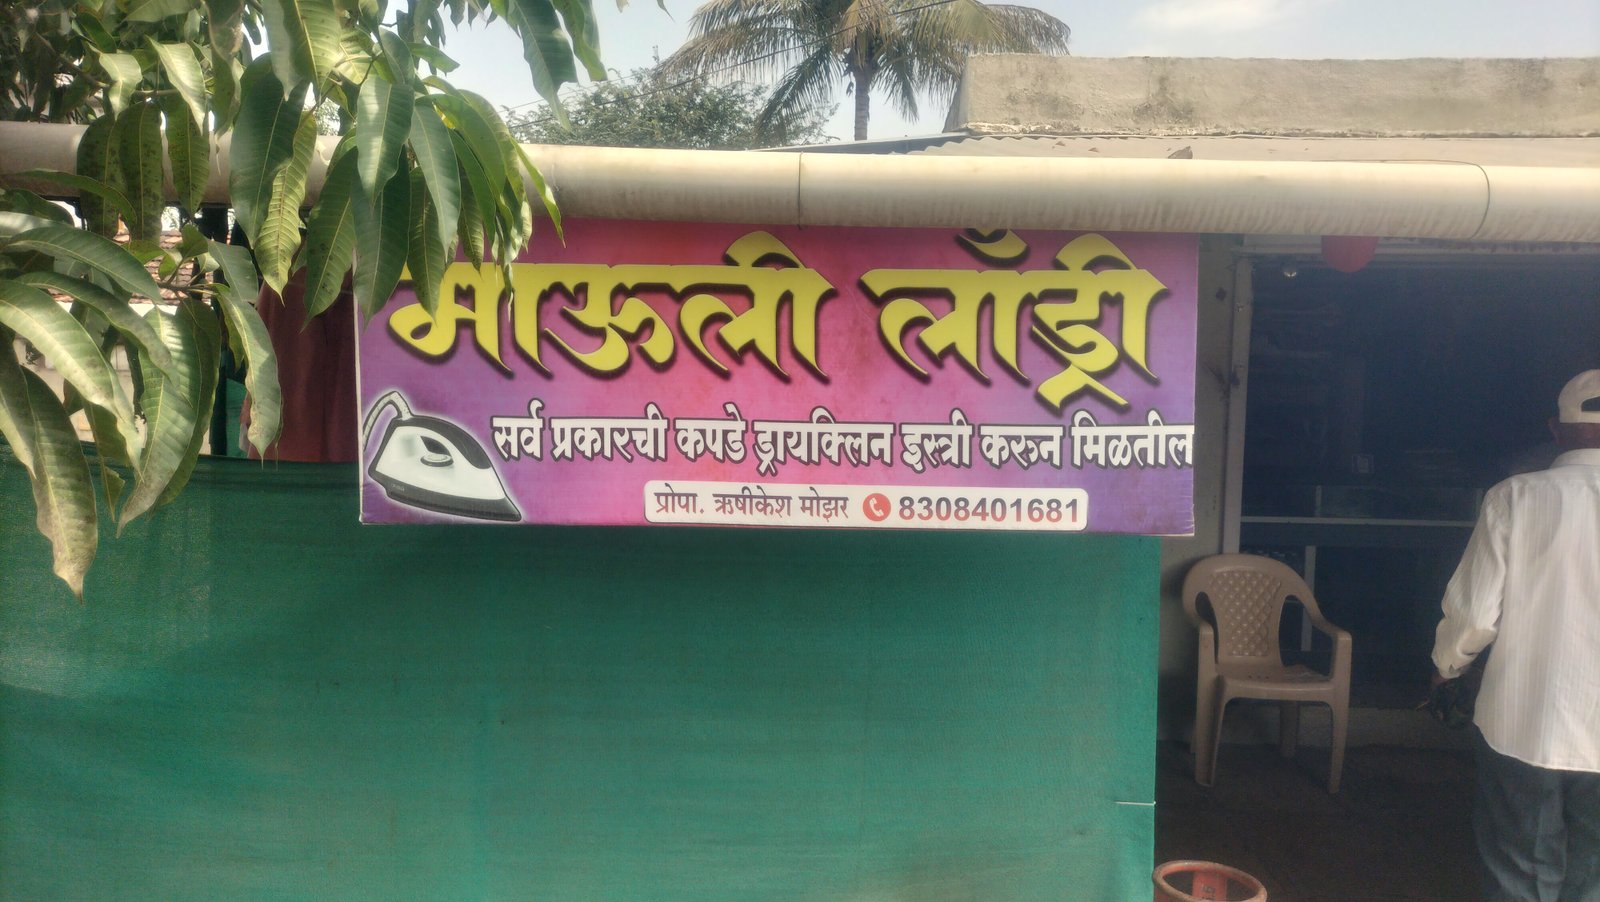 माऊली लॉंड्री
सर्व प्रकारची कपडे ड्रायक्लिन इस्त्री करुन मिळतील
प्रोपा. ऋषीकेश मोझर 8308401681